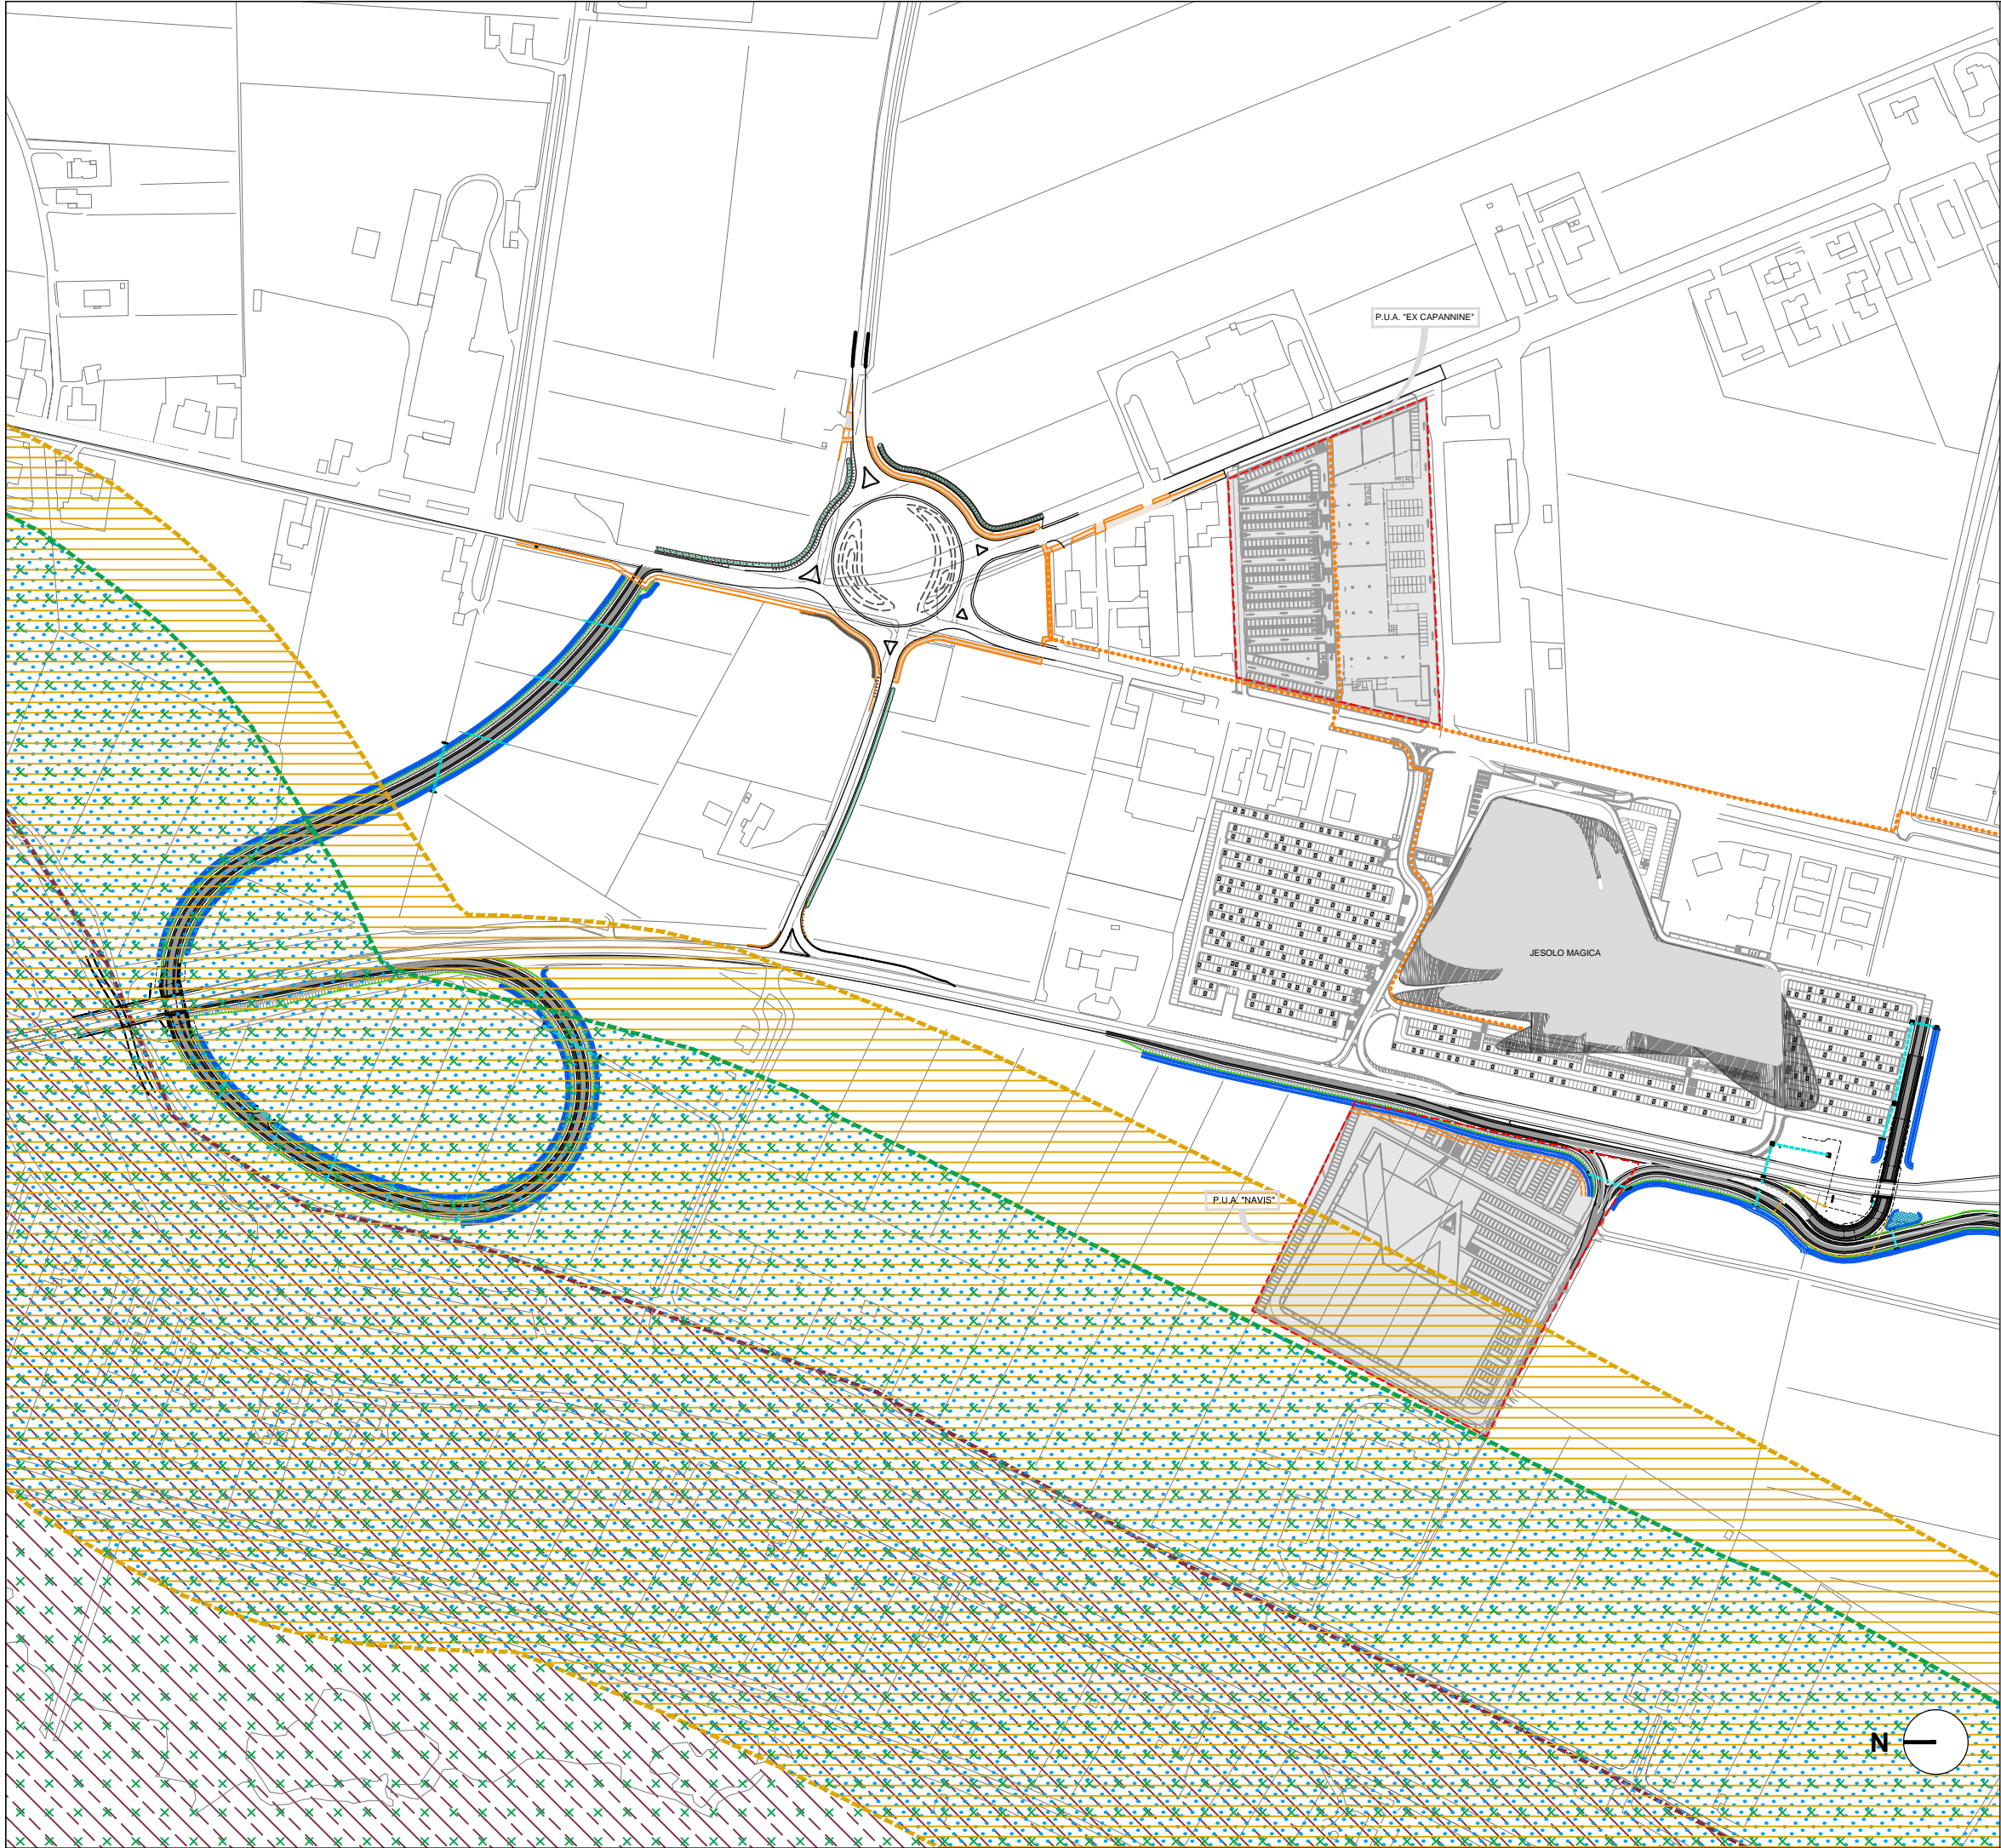 P.U.A. "EX CAPANNINE"
JESOLO MAGICA
P.U.A. "NAVIS"
N